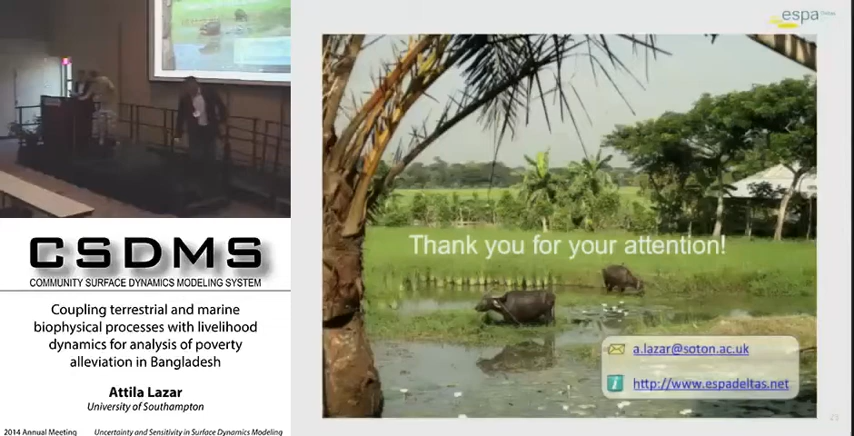 CSDMS
COMMUNITY SURFACE DYNAMICS MODELING SYSTEM
Coupling terrestrial and marine
biophysical processes with livelihood
dynamics for analysis of poverty
alleviation in Bangladesh
Attila Lazar
University of Southampton
2014 Annual Meeting Uncertainty and Sensitivity in Surface Dynamics Modeling
espa
Thank you for your attention!
a.lazar@soton.ac.uk
http://www.espadeltas.net